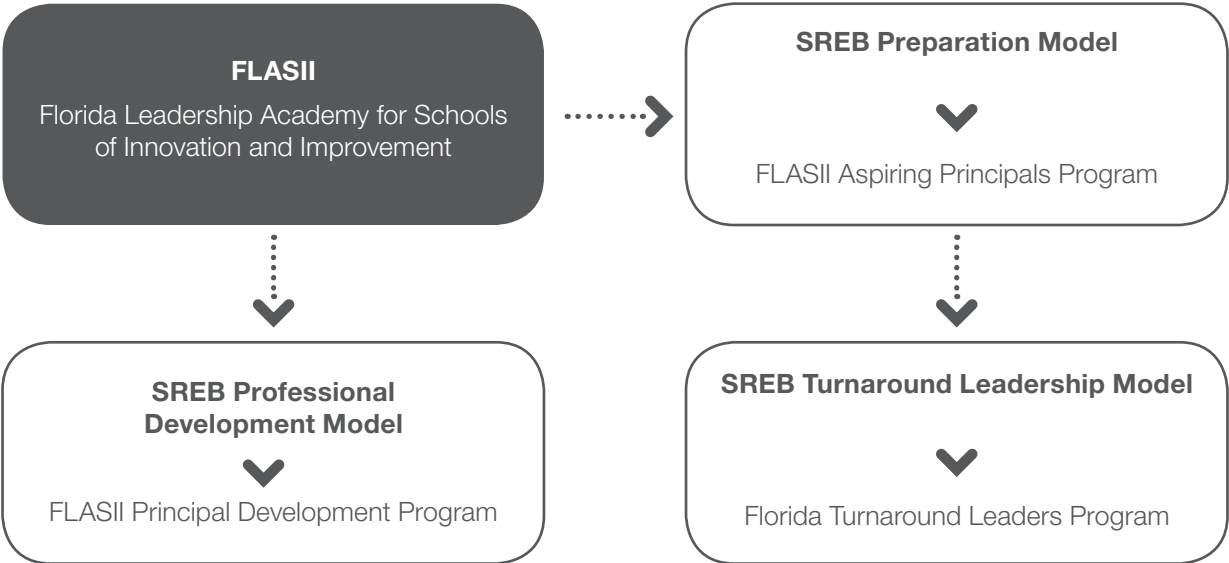 FLASII
Florida Leadership Academy for Schools
of Innovation and Improvement
SREB Preparation Model
FLASII Aspiring Principals Program
SREB Professional
Development Model
FLASII Principal Development Program
SREB Turnaround Leadership Model
Florida Turnaround Leaders Program